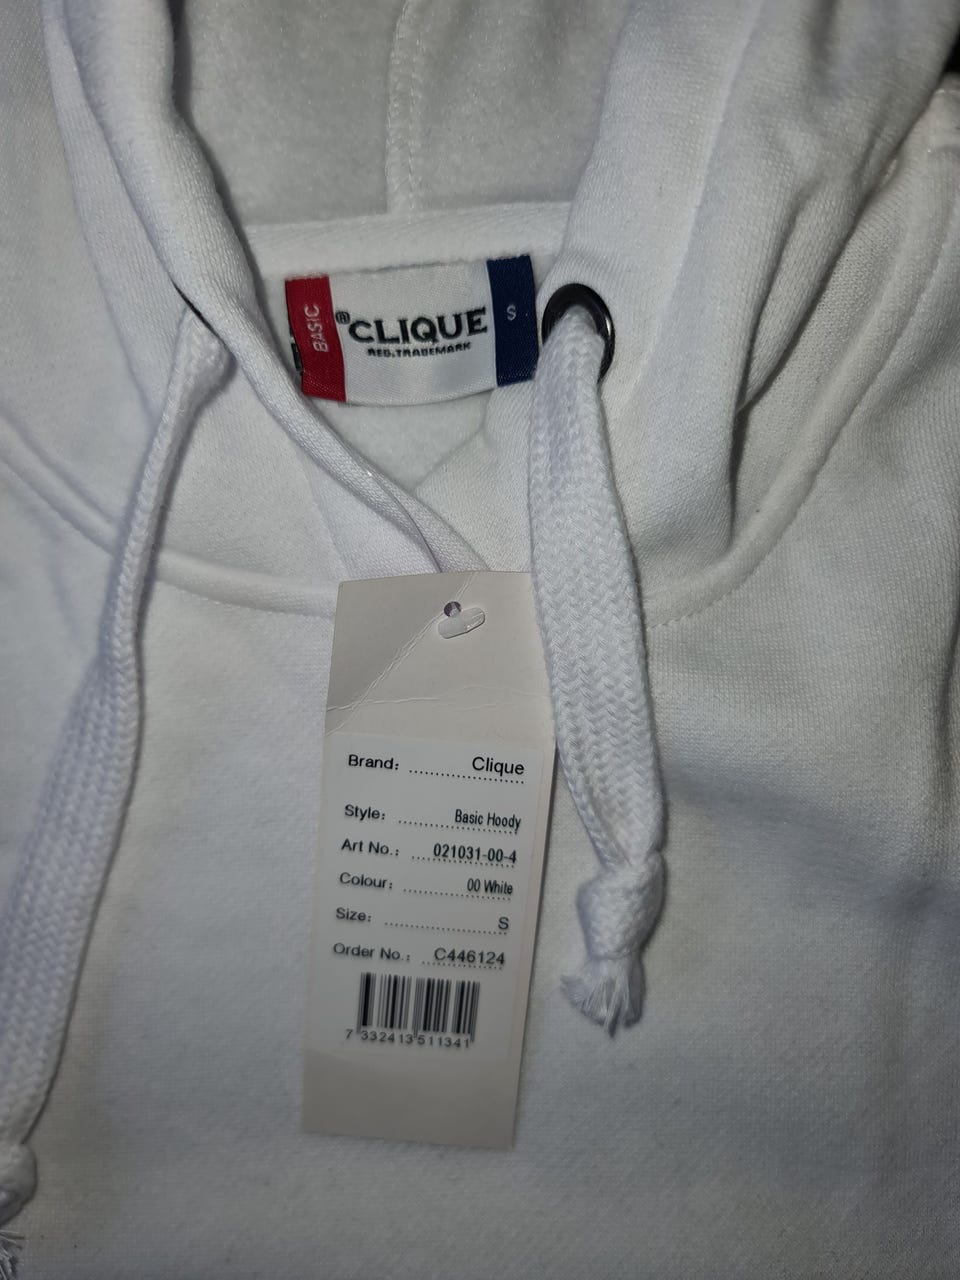 BASIC
®CLIQUE
REG.TRADEMARK
S
Brand: Clique
Style: Basic Hoody
Art No.: 021031-00-4
Colour: 00 White
Size: S
Order No.: C446124
7 332413 511341